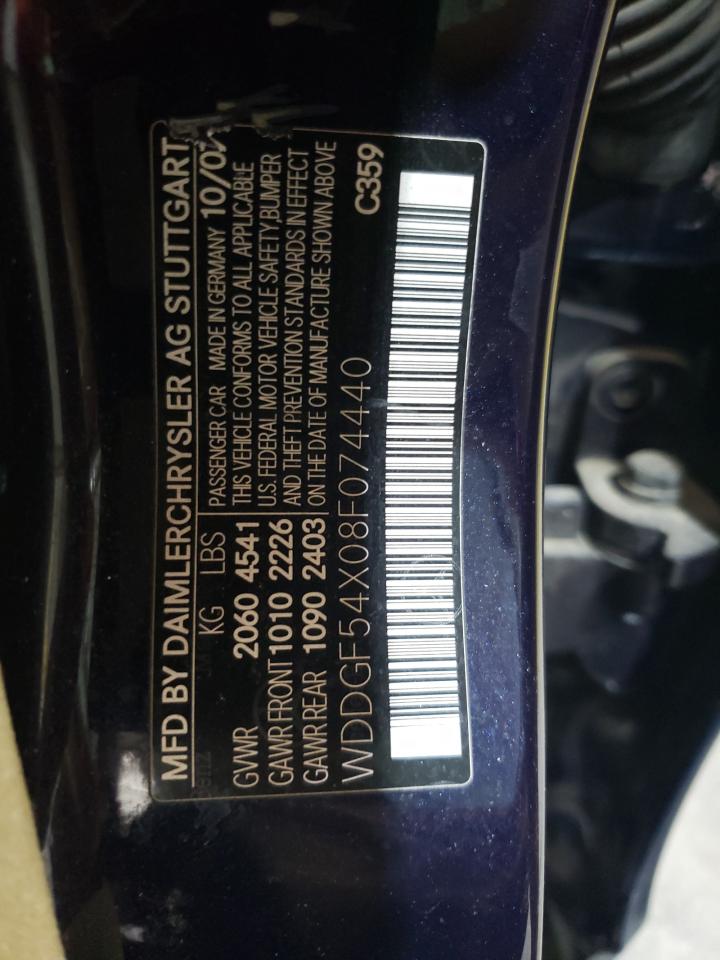 MFD BY DAIMLERCHRYSLER AG STUTTGART
KG LBS
GVWR 2060 4541
GAWR FRONT 1010 2226
GAWR REAR 1090 2403
PASSENGER CAR MADE IN GERMANY 10/07
THIS VEHICLE CONFORMS TO ALL APPLICABLE
U.S. FEDERAL MOTOR VEHICLE SAFETY, BUMPER
AND THEFT PREVENTION STANDARDS IN EFFECT
ON THE DATE OF MANUFACTURE SHOWN ABOVE
WDDGF54X08F074440
C359